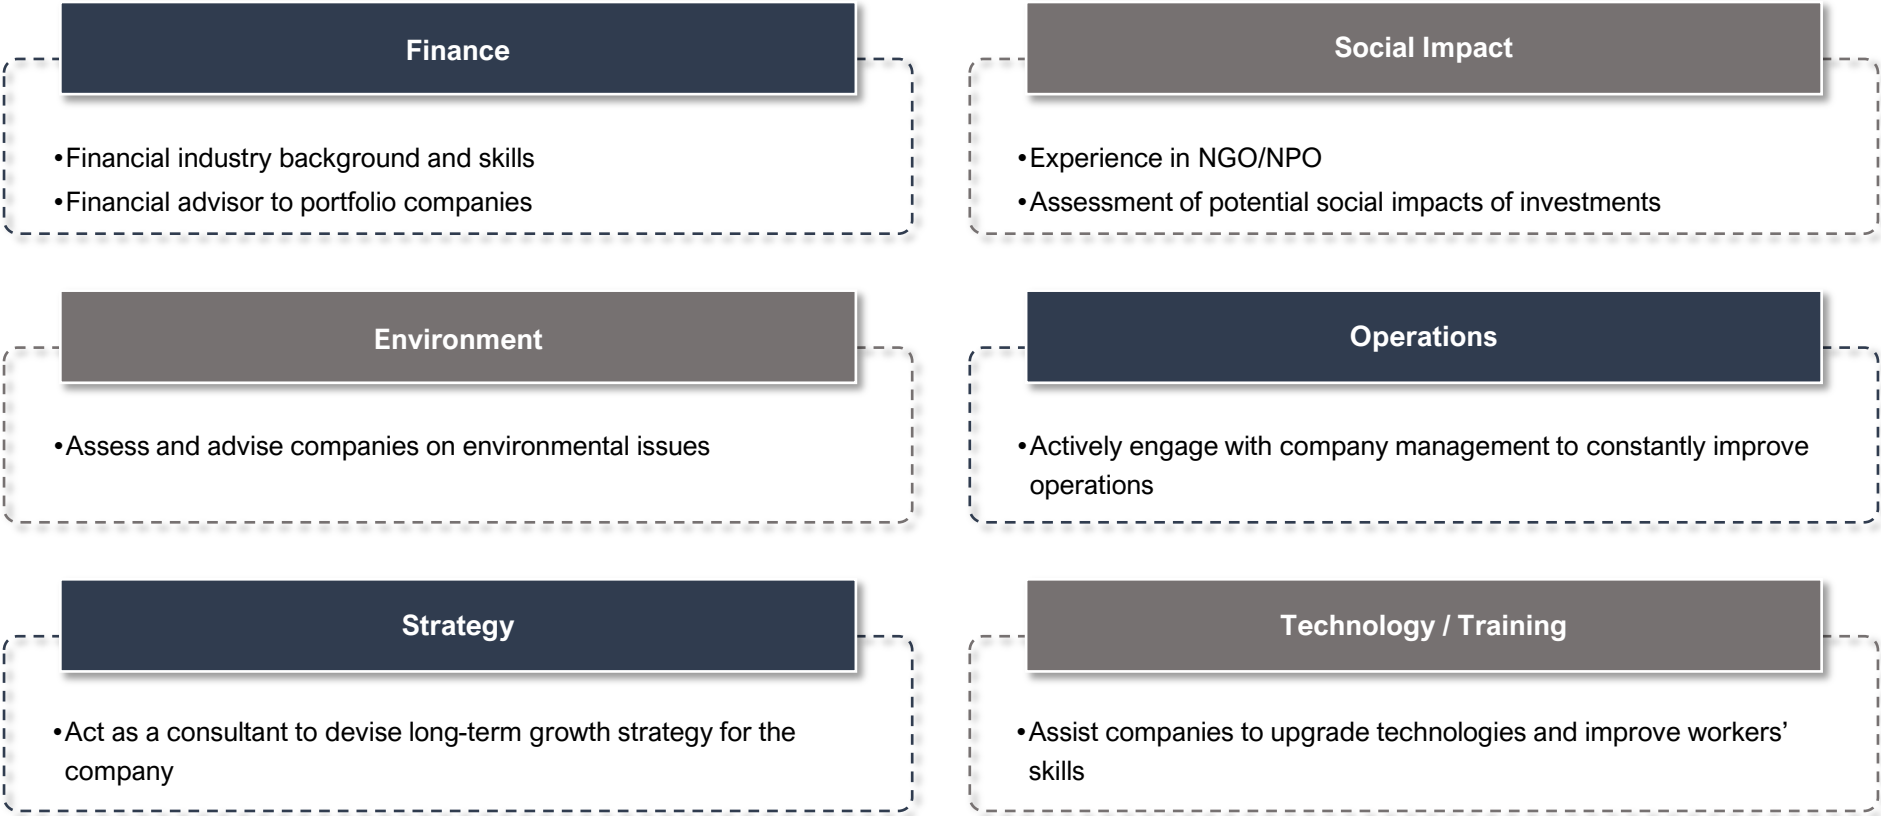 Finance
•Financial industry background and skills
•Financial advisor to portfolio companies
Social Impact
•Experience in NGO/NPO
•Assessment of potential social impacts of investments
Environment
•Assess and advise companies on environmental issues
Operations
•Actively engage with company management to constantly improve
operations
Strategy
•Act as a consultant to devise long-term growth strategy for the
company
Technology / Training
•Assist companies to upgrade technologies and improve workers’
skills